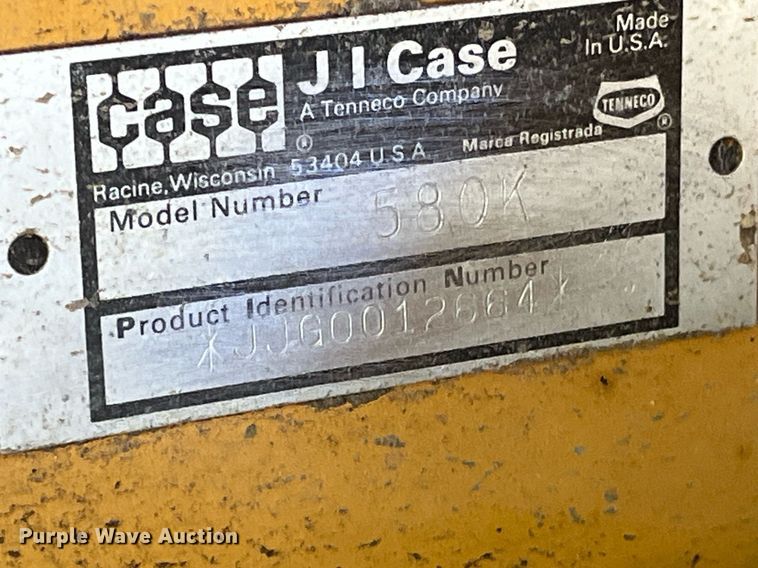 case ®
J I Case
A Tenneco Company
Made
In U.S.A.
TENNECO ®
Marca Registrada
Racine, Wisconsin 53404 U.S.A.
Model Number
580K
Product Identification Number
*JJG0012664*
Purple Wave Auction